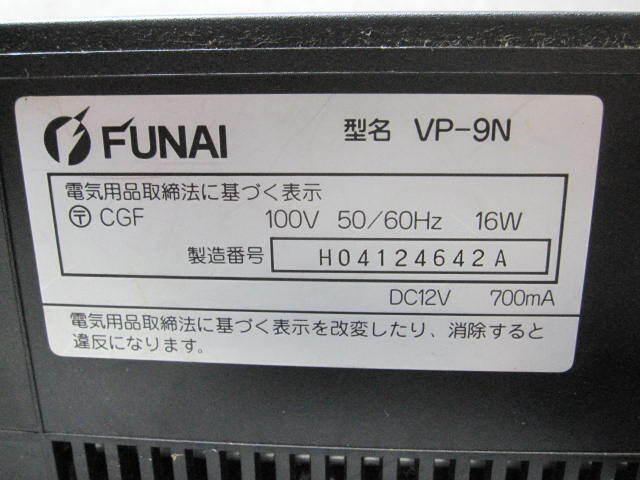 FUNAI 型名 VP-9N
電気用品取締法に基づく表示
〒 CGF 100V 50/60Hz 16W
製造番号 H04124642A
DC12V 700mA
電気用品取締法に基づく表示を改変したり、消除すると
違反になります。